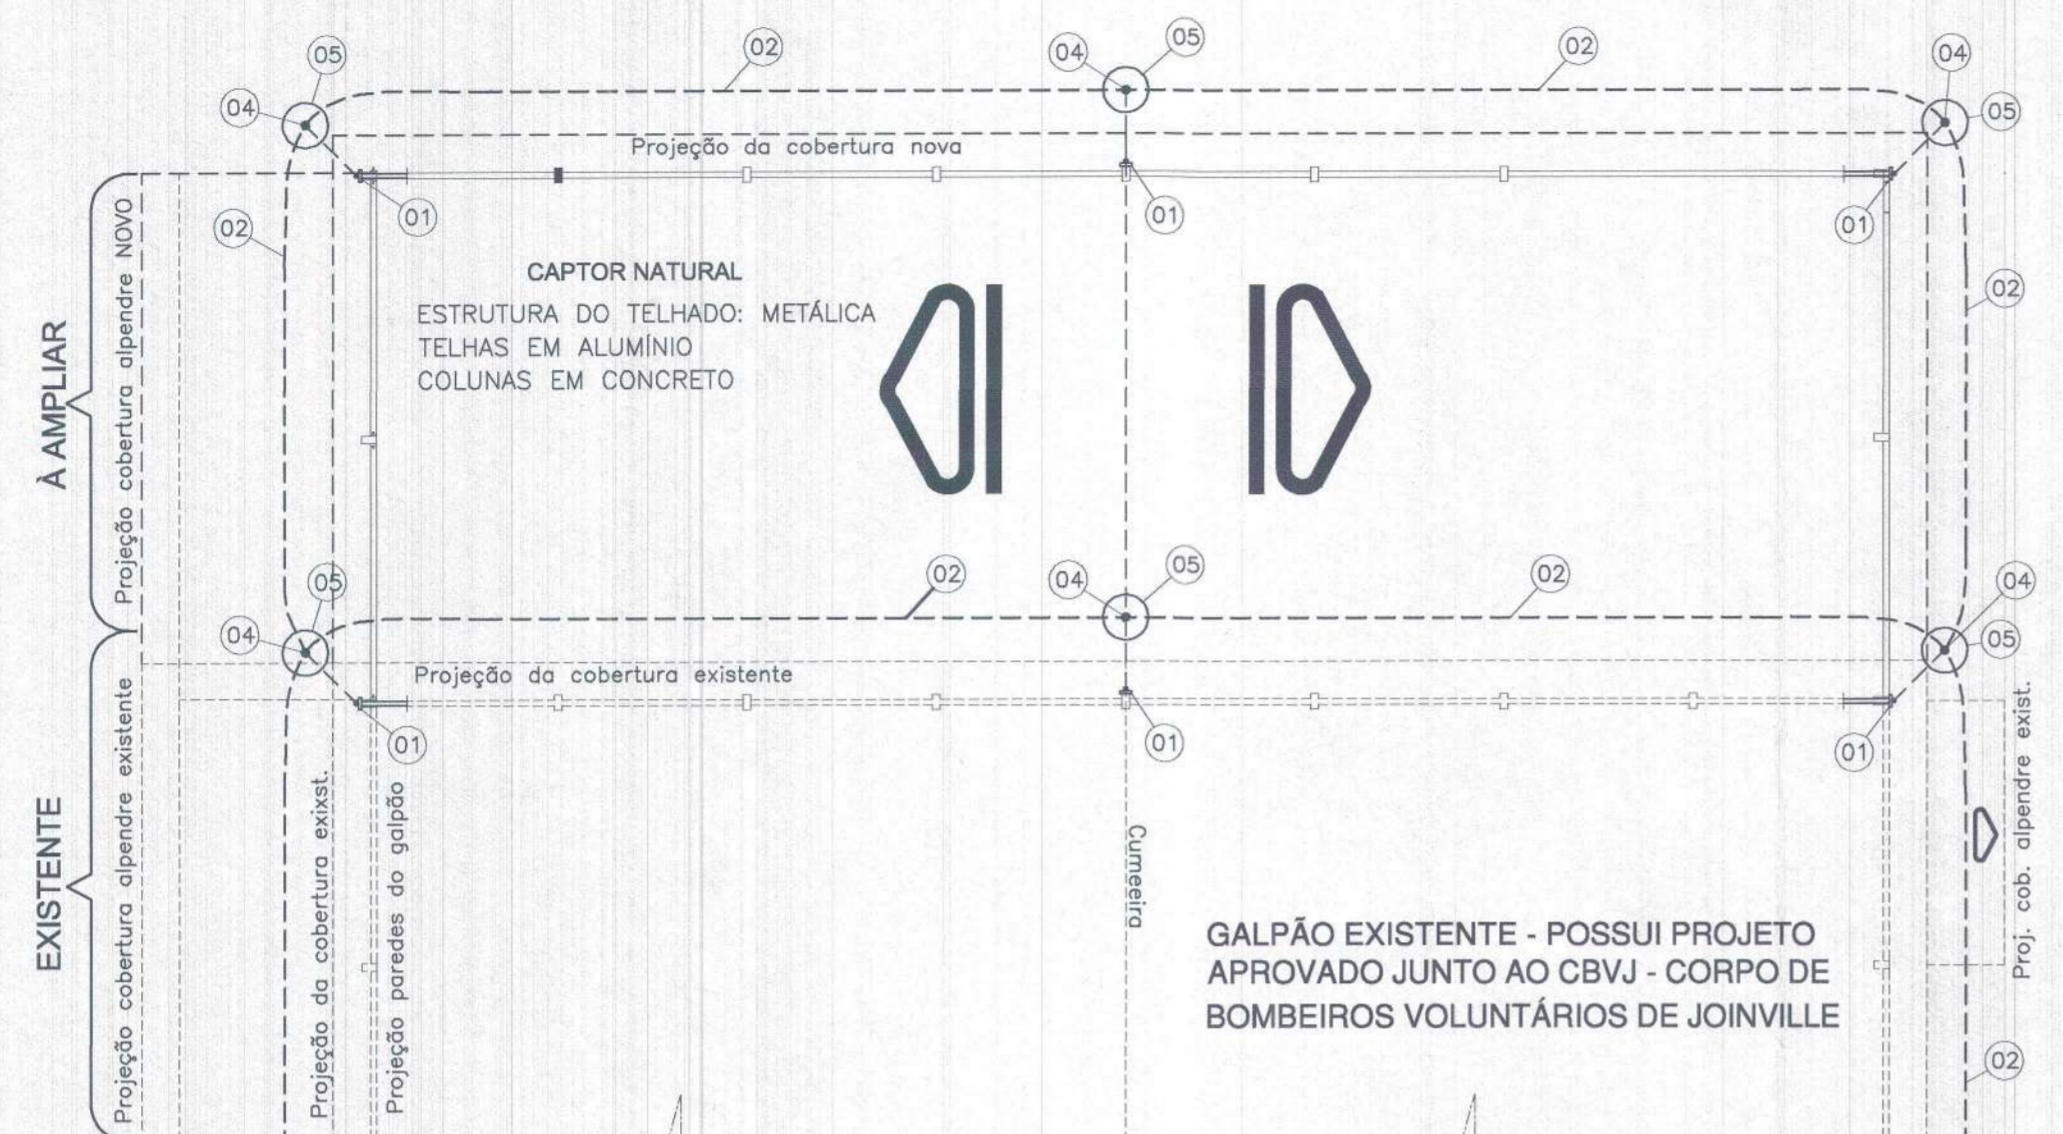 05
02
04
05
02
04
04
05
Projeção da cobertura nova
01
01
01
02
02
À AMPLIAR
Projeção cobertura alpendre NOVO
CAPTOR NATURAL
ESTRUTURA DO TELHADO: METÁLICA
TELHAS EM ALUMÍNIO
COLUNAS EM CONCRETO
05
02
04
05
02
04
04
05
Projeção da cobertura existente
01
01
01
EXISTENTE
Projeção cobertura alpendre existente
Projeção da cobertura exixst.
Projeção paredes do galpão
Cumeeira
Proj. cob. alpendre exist.
GALPÃO EXISTENTE - POSSUI PROJETO
APROVADO JUNTO AO CBVJ - CORPO DE
BOMBEIROS VOLUNTÁRIOS DE JOINVILLE
02